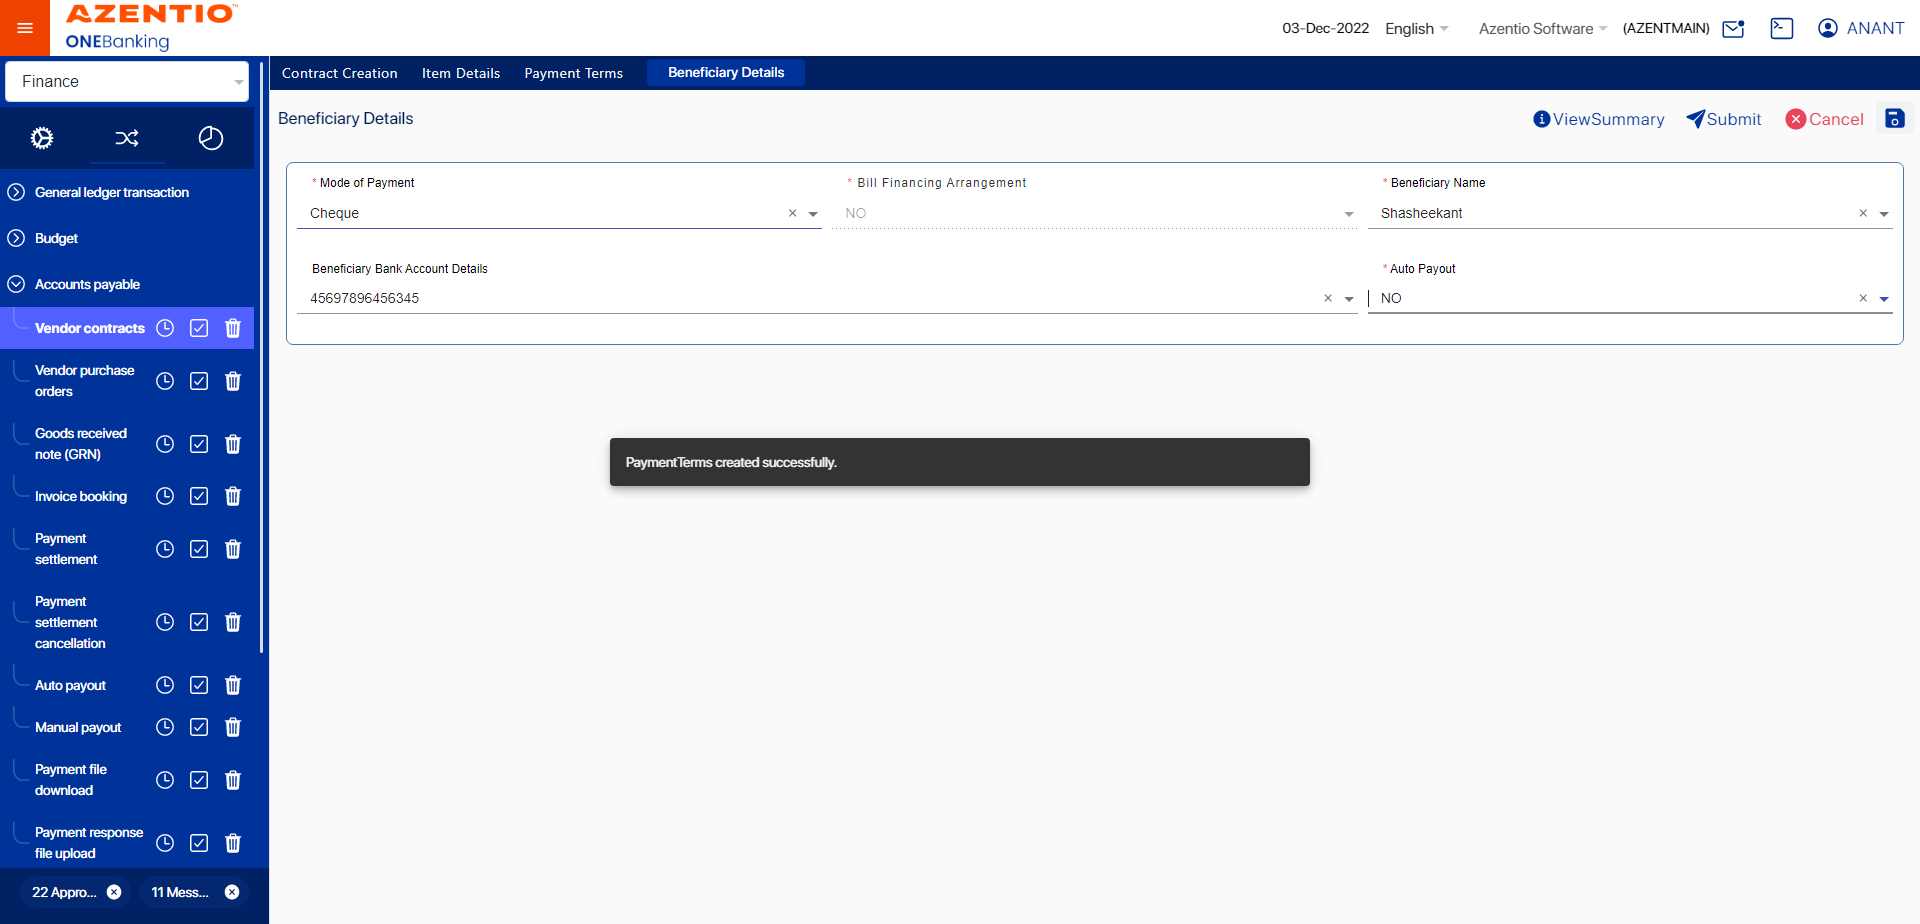 AZENTIO™
ONEBanking
03-Dec-2022 English Azentio Software (AZENTMAIN) ANANT
Finance
General ledger transaction
Budget
Accounts payable
Vendor contracts
Vendor purchase
orders
Goods received
note (GRN)
Invoice booking
Payment
settlement
Payment
settlement
cancellation
Auto payout
Manual payout
Payment file
download
Payment response
file upload
22 Appro... 11 Mess...
Contract Creation Item Details Payment Terms Beneficiary Details
Beneficiary Details
ViewSummary Submit Cancel
* Mode of Payment * Bill Financing Arrangement * Beneficiary Name
Cheque × NO Shasheekant ×
Beneficiary Bank Account Details * Auto Payout
45697896456345 × NO ×
PaymentTerms created successfully.